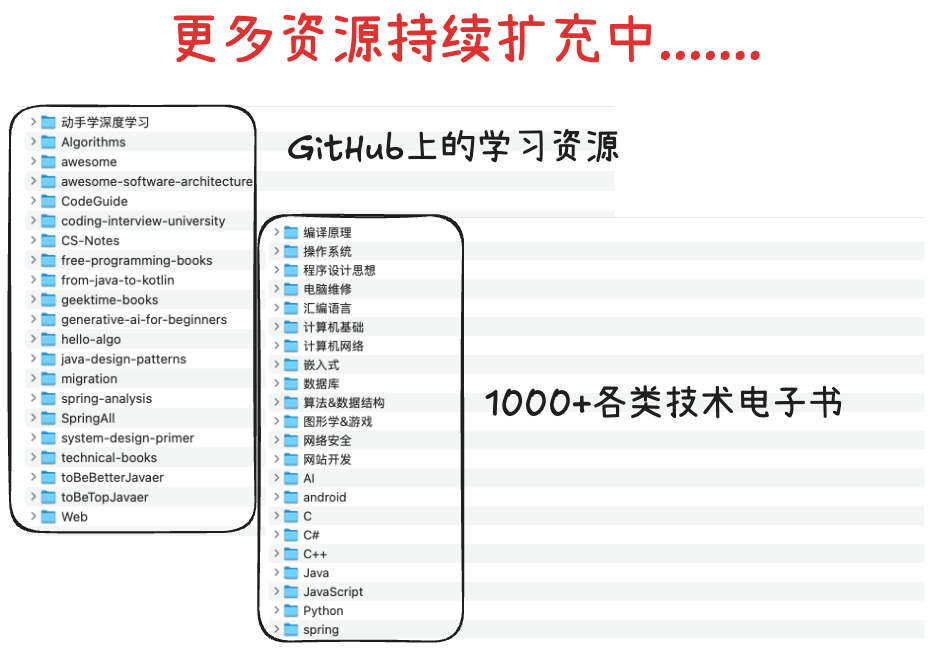 更多资源持续扩充中.......
动手学深度学习
Algorithms
awesome
awesome-software-architecture
CodeGuide
coding-interview-university
CS-Notes
free-programming-books
from-java-to-kotlin
geektime-books
generative-ai-for-beginners
hello-algo
java-design-patterns
migration
spring-analysis
SpringAll
system-design-primer
technical-books
toBeBetterJavaer
toBeTopJavaer
Web
GitHub上的学习资源
编译原理
操作系统
程序设计思想
电脑维修
汇编语言
计算机基础
计算机网络
嵌入式
数据库
算法&数据结构
图形学&游戏
网络安全
网站开发
AI
android
C
C#
C++
Java
JavaScript
Python
spring
1000+各类技术电子书